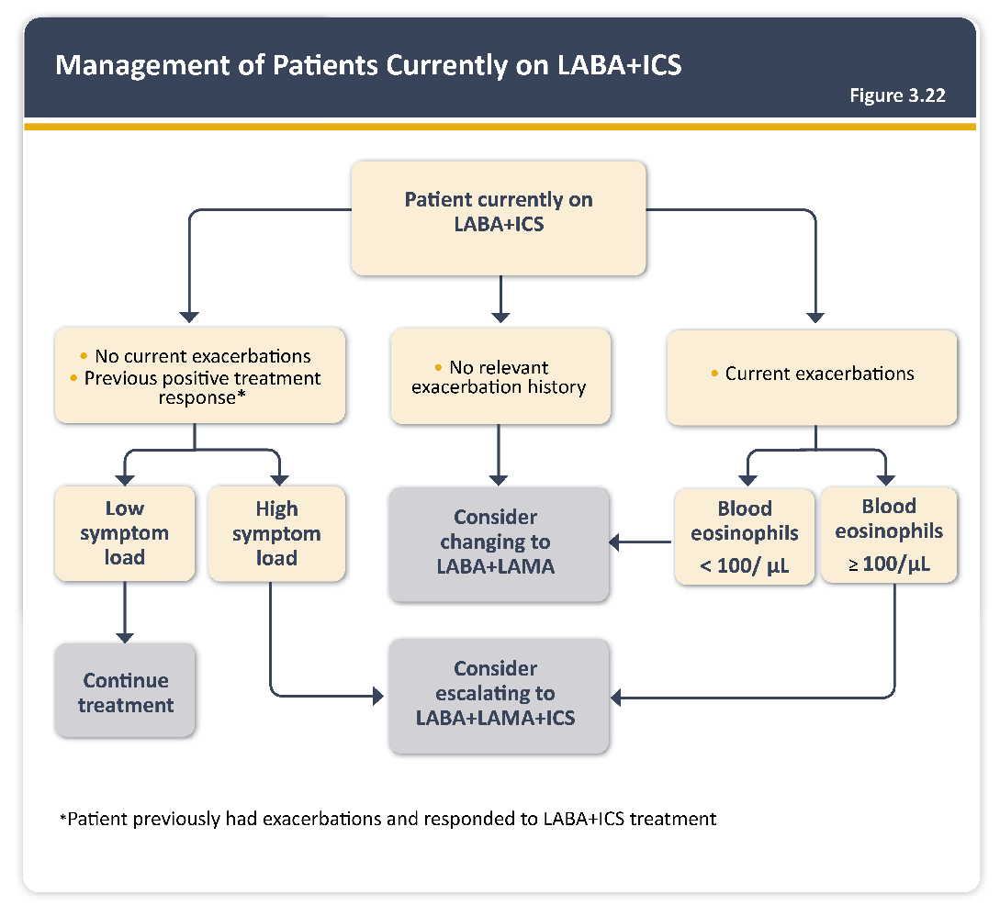 Management of Patients Currently on LABA+ICS
Figure 3.22
Patient currently on
LABA+ICS
• No current exacerbations
• Previous positive treatment
response*
• No relevant
exacerbation history
• Current exacerbations
Low
symptom
load
High
symptom
load
Consider
changing to
LABA+LAMA
Blood
eosinophils
< 100/ µL
Blood
eosinophils
≥ 100/µL
Continue
treatment
Consider
escalating to
LABA+LAMA+ICS
*Patient previously had exacerbations and responded to LABA+ICS treatment